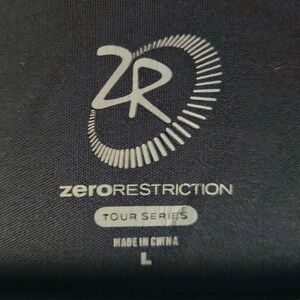 ZR
zeroRESTRICTION
TOUR SERIES
MADE IN CHINA
L